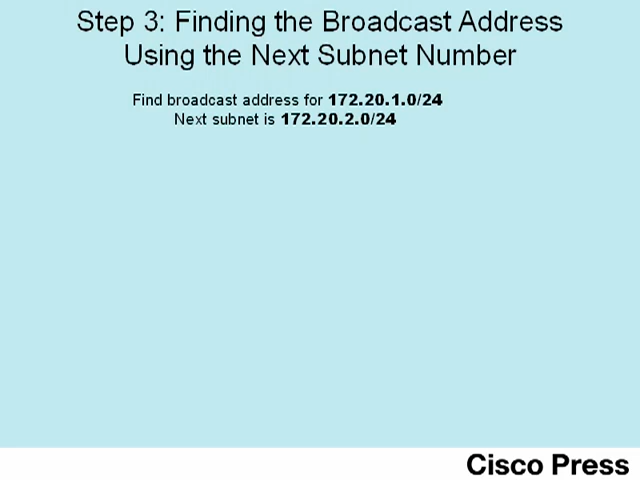 Step 3: Finding the Broadcast Address
Using the Next Subnet Number
Find broadcast address for 172.20.1.0/24
Next subnet is 172.20.2.0/24
Cisco Press